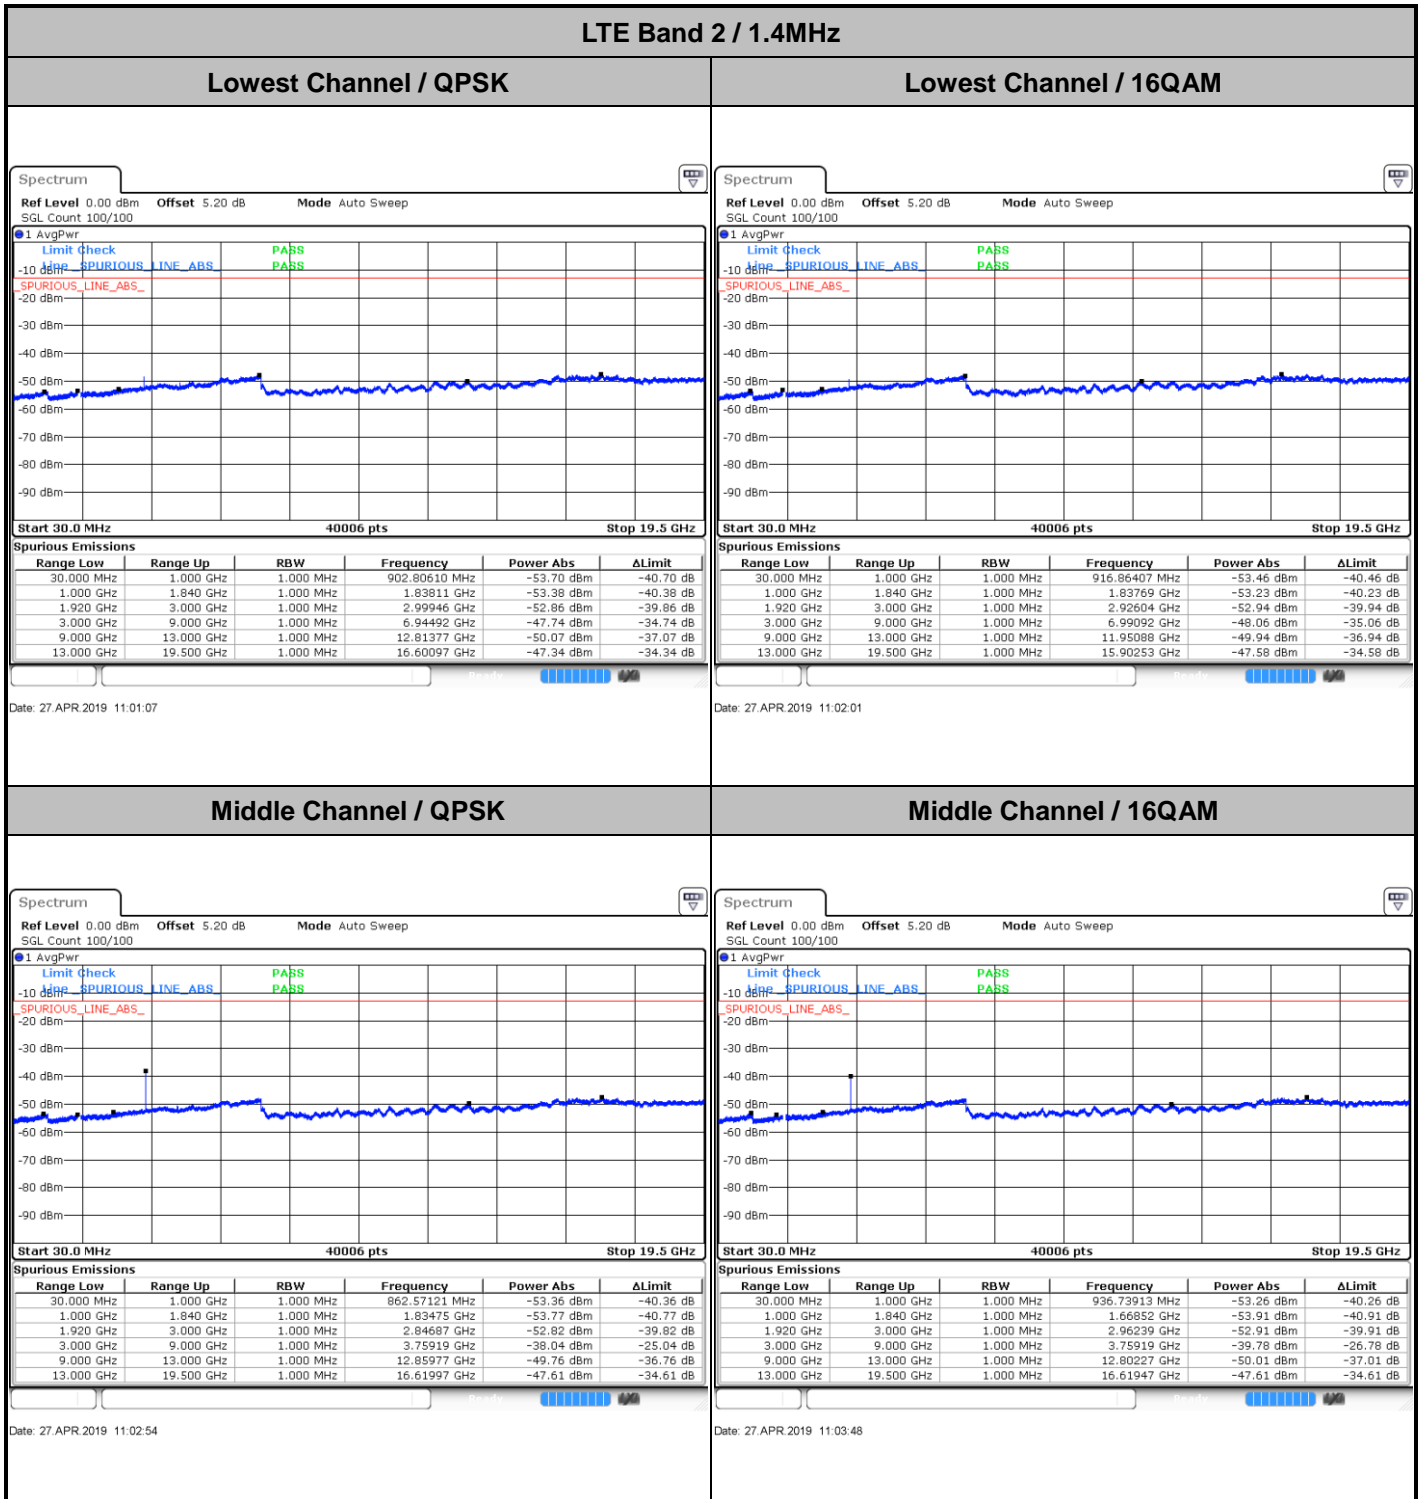 LTE Band 2 / 1.4MHz
Lowest Channel / QPSK
Lowest Channel / 16QAM
Spectrum
Ref Level 0.00 dBm Offset 5.20 dB Mode Auto Sweep
SGL Count 100/100
1 AvgPwr
Limit Check PASS
Line _SPURIOUS_LINE_ABS_ PASS
-10 dBm
_SPURIOUS_LINE_ABS_
-20 dBm
-30 dBm
-40 dBm
-50 dBm
-60 dBm
-70 dBm
-80 dBm
-90 dBm
Start 30.0 MHz 40006 pts Stop 19.5 GHz
Spurious Emissions
Range Low Range Up RBW Frequency Power Abs ΔLimit
30.000 MHz 1.000 GHz 1.000 MHz 902.80610 MHz -53.70 dBm -40.70 dB
1.000 GHz 1.840 GHz 1.000 MHz 1.83811 GHz -53.38 dBm -40.38 dB
1.920 GHz 3.000 GHz 1.000 MHz 2.99946 GHz -52.86 dBm -39.86 dB
3.000 GHz 9.000 GHz 1.000 MHz 6.94492 GHz -47.74 dBm -34.74 dB
9.000 GHz 13.000 GHz 1.000 MHz 12.81377 GHz -50.07 dBm -37.07 dB
13.000 GHz 19.500 GHz 1.000 MHz 16.60097 GHz -47.34 dBm -34.34 dB
Ready
Date: 27.APR.2019 11:01:07
Spectrum
Ref Level 0.00 dBm Offset 5.20 dB Mode Auto Sweep
SGL Count 100/100
1 AvgPwr
Limit Check PASS
Line _SPURIOUS_LINE_ABS_ PASS
-10 dBm
_SPURIOUS_LINE_ABS_
-20 dBm
-30 dBm
-40 dBm
-50 dBm
-60 dBm
-70 dBm
-80 dBm
-90 dBm
Start 30.0 MHz 40006 pts Stop 19.5 GHz
Spurious Emissions
Range Low Range Up RBW Frequency Power Abs ΔLimit
30.000 MHz 1.000 GHz 1.000 MHz 916.86407 MHz -53.46 dBm -40.46 dB
1.000 GHz 1.840 GHz 1.000 MHz 1.83769 GHz -53.23 dBm -40.23 dB
1.920 GHz 3.000 GHz 1.000 MHz 2.92604 GHz -52.94 dBm -39.94 dB
3.000 GHz 9.000 GHz 1.000 MHz 6.99092 GHz -48.06 dBm -35.06 dB
9.000 GHz 13.000 GHz 1.000 MHz 11.95088 GHz -49.94 dBm -36.94 dB
13.000 GHz 19.500 GHz 1.000 MHz 15.90253 GHz -47.58 dBm -34.58 dB
Ready
Date: 27.APR.2019 11:02:01
Middle Channel / QPSK
Middle Channel / 16QAM
Spectrum
Ref Level 0.00 dBm Offset 5.20 dB Mode Auto Sweep
SGL Count 100/100
1 AvgPwr
Limit Check PASS
Line _SPURIOUS_LINE_ABS_ PASS
-10 dBm
_SPURIOUS_LINE_ABS_
-20 dBm
-30 dBm
-40 dBm
-50 dBm
-60 dBm
-70 dBm
-80 dBm
-90 dBm
Start 30.0 MHz 40006 pts Stop 19.5 GHz
Spurious Emissions
Range Low Range Up RBW Frequency Power Abs ΔLimit
30.000 MHz 1.000 GHz 1.000 MHz 862.57121 MHz -53.36 dBm -40.36 dB
1.000 GHz 1.840 GHz 1.000 MHz 1.83475 GHz -53.77 dBm -40.77 dB
1.920 GHz 3.000 GHz 1.000 MHz 2.84687 GHz -52.82 dBm -39.82 dB
3.000 GHz 9.000 GHz 1.000 MHz 3.75919 GHz -38.04 dBm -25.04 dB
9.000 GHz 13.000 GHz 1.000 MHz 12.85977 GHz -49.76 dBm -36.76 dB
13.000 GHz 19.500 GHz 1.000 MHz 16.61997 GHz -47.61 dBm -34.61 dB
Ready
Date: 27.APR.2019 11:02:54
Spectrum
Ref Level 0.00 dBm Offset 5.20 dB Mode Auto Sweep
SGL Count 100/100
1 AvgPwr
Limit Check PASS
Line _SPURIOUS_LINE_ABS_ PASS
-10 dBm
_SPURIOUS_LINE_ABS_
-20 dBm
-30 dBm
-40 dBm
-50 dBm
-60 dBm
-70 dBm
-80 dBm
-90 dBm
Start 30.0 MHz 40006 pts Stop 19.5 GHz
Spurious Emissions
Range Low Range Up RBW Frequency Power Abs ΔLimit
30.000 MHz 1.000 GHz 1.000 MHz 936.73913 MHz -53.26 dBm -40.26 dB
1.000 GHz 1.840 GHz 1.000 MHz 1.66852 GHz -53.91 dBm -40.91 dB
1.920 GHz 3.000 GHz 1.000 MHz 2.96239 GHz -52.91 dBm -39.91 dB
3.000 GHz 9.000 GHz 1.000 MHz 3.75919 GHz -39.78 dBm -26.78 dB
9.000 GHz 13.000 GHz 1.000 MHz 12.80227 GHz -50.01 dBm -37.01 dB
13.000 GHz 19.500 GHz 1.000 MHz 16.61947 GHz -47.61 dBm -34.61 dB
Ready
Date: 27.APR.2019 11:03:48